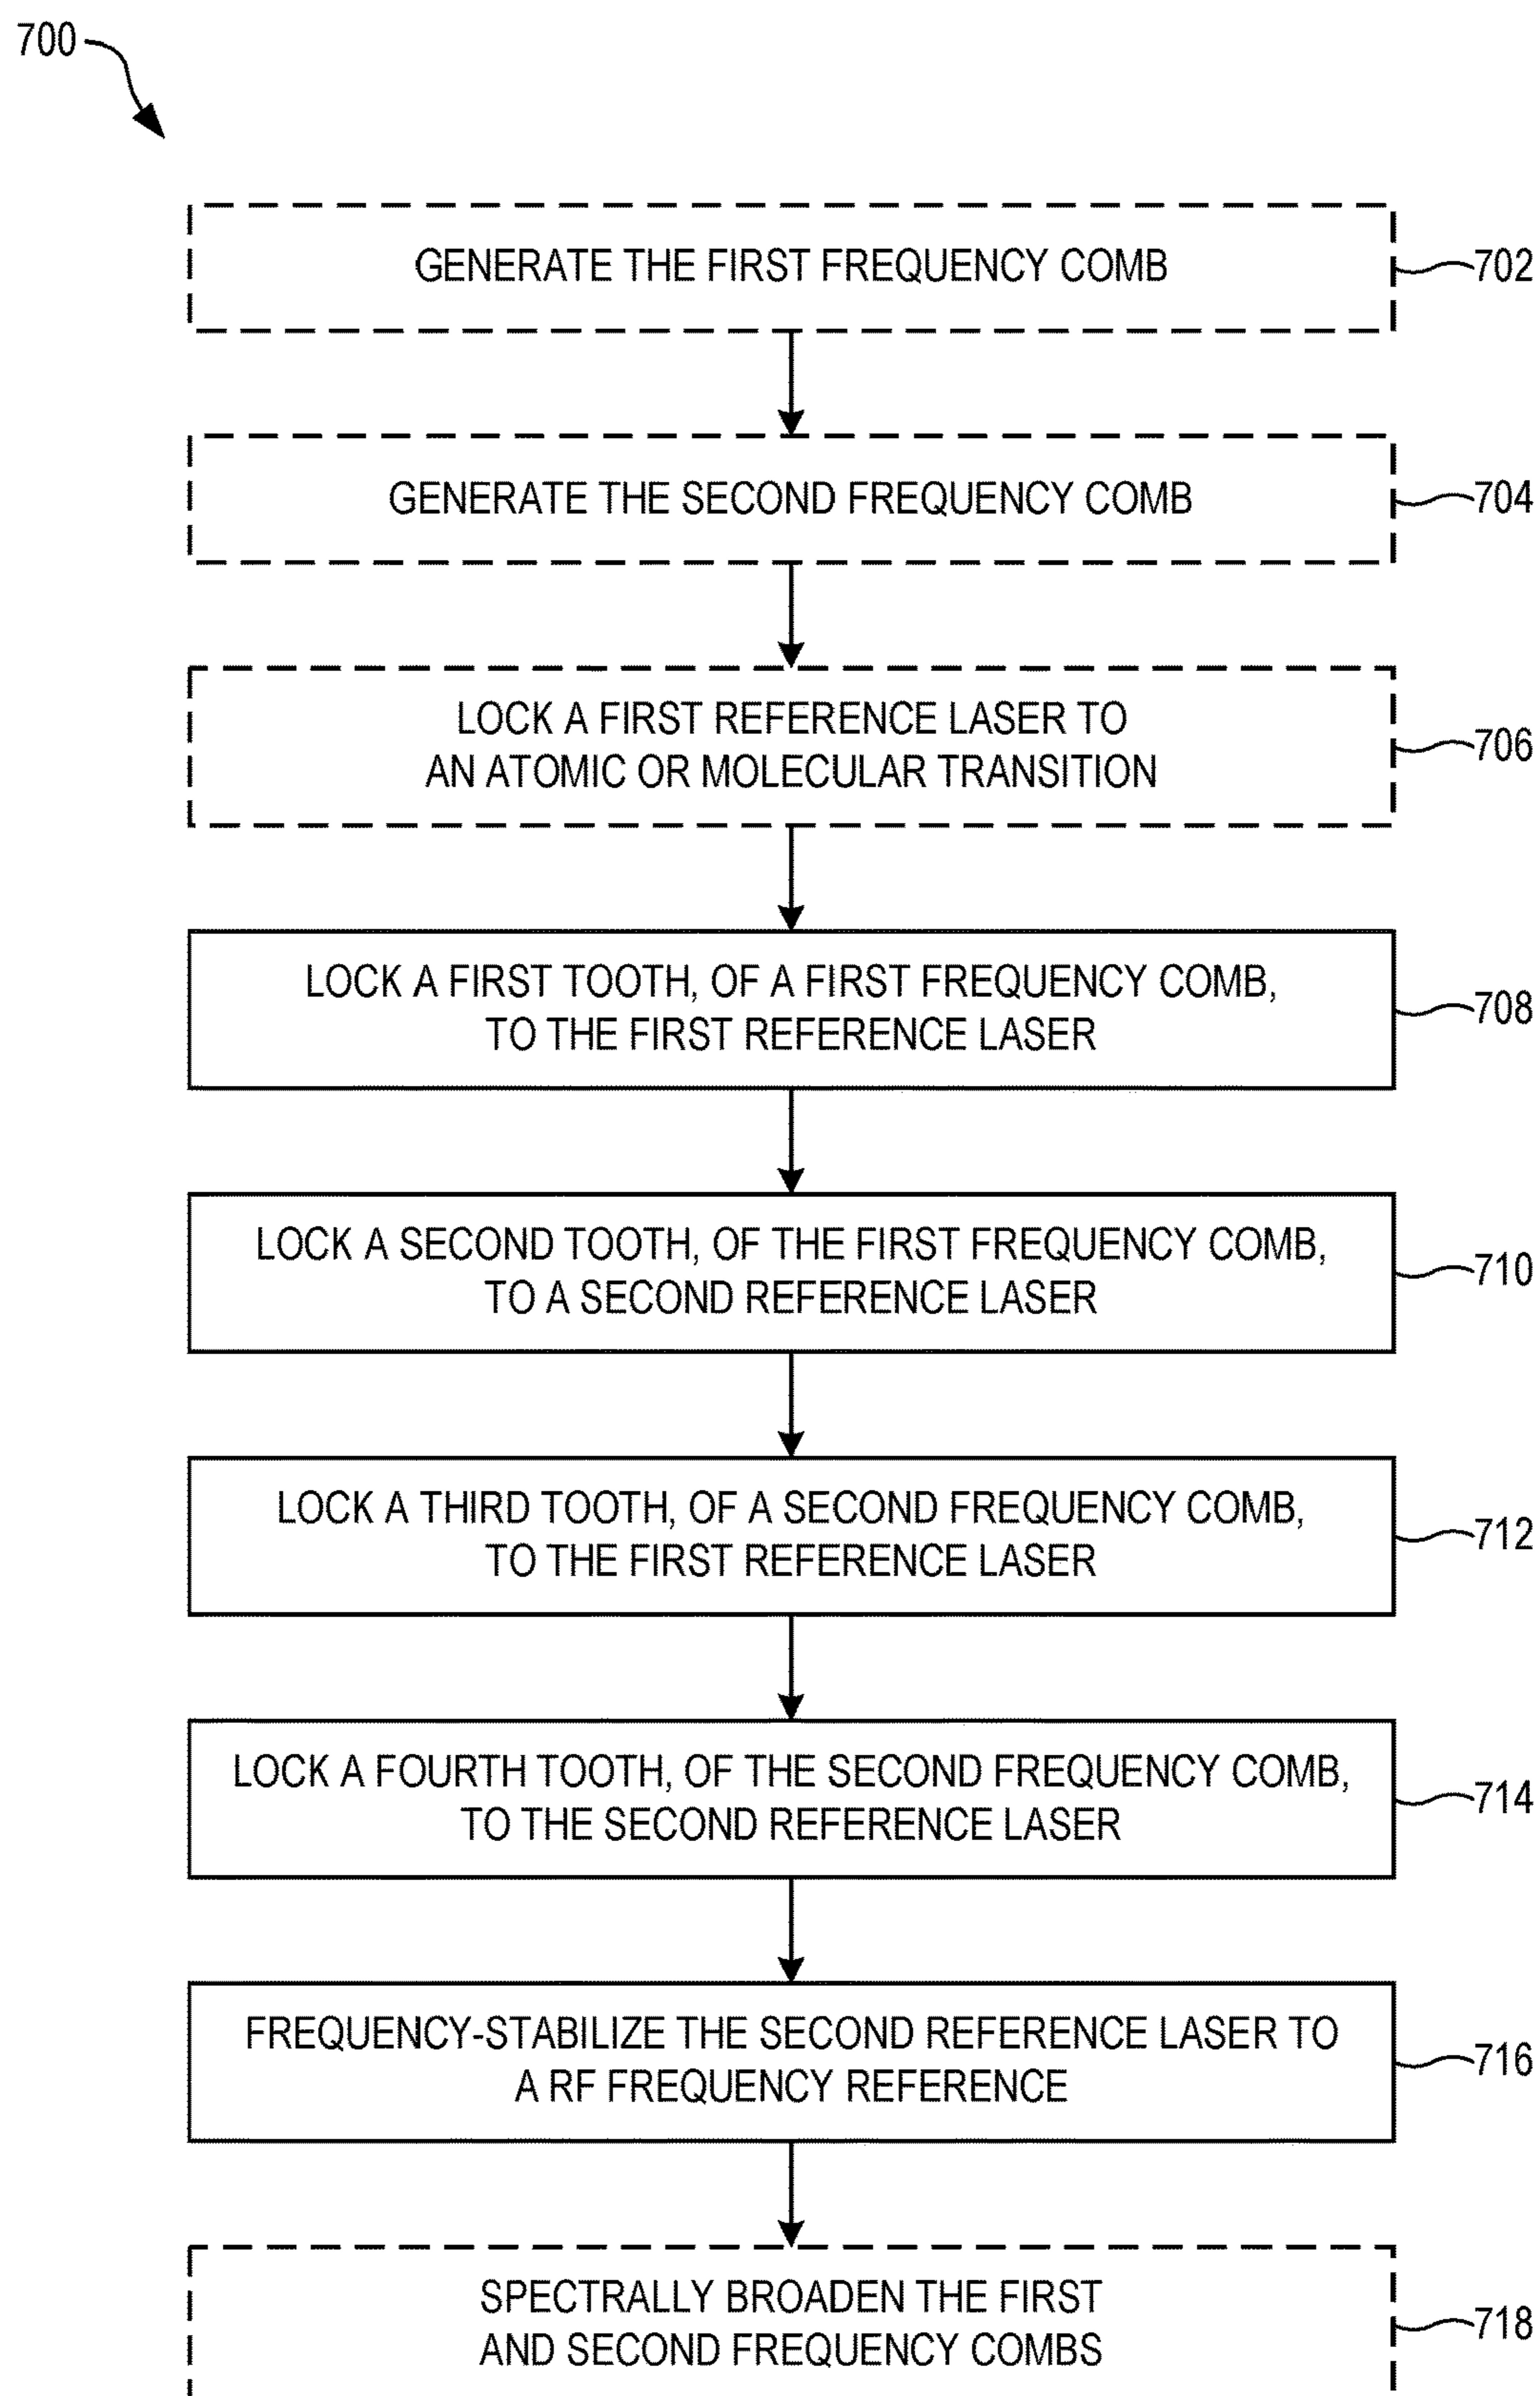 700
GENERATE THE FIRST FREQUENCY COMB
702
GENERATE THE SECOND FREQUENCY COMB
704
LOCK A FIRST REFERENCE LASER TO
AN ATOMIC OR MOLECULAR TRANSITION
706
LOCK A FIRST TOOTH, OF A FIRST FREQUENCY COMB,
TO THE FIRST REFERENCE LASER
708
LOCK A SECOND TOOTH, OF THE FIRST FREQUENCY COMB,
TO A SECOND REFERENCE LASER
710
LOCK A THIRD TOOTH, OF A SECOND FREQUENCY COMB,
TO THE FIRST REFERENCE LASER
712
LOCK A FOURTH TOOTH, OF THE SECOND FREQUENCY COMB,
TO THE SECOND REFERENCE LASER
714
FREQUENCY-STABILIZE THE SECOND REFERENCE LASER TO
A RF FREQUENCY REFERENCE
716
SPECTRALLY BROADEN THE FIRST
AND SECOND FREQUENCY COMBS
718